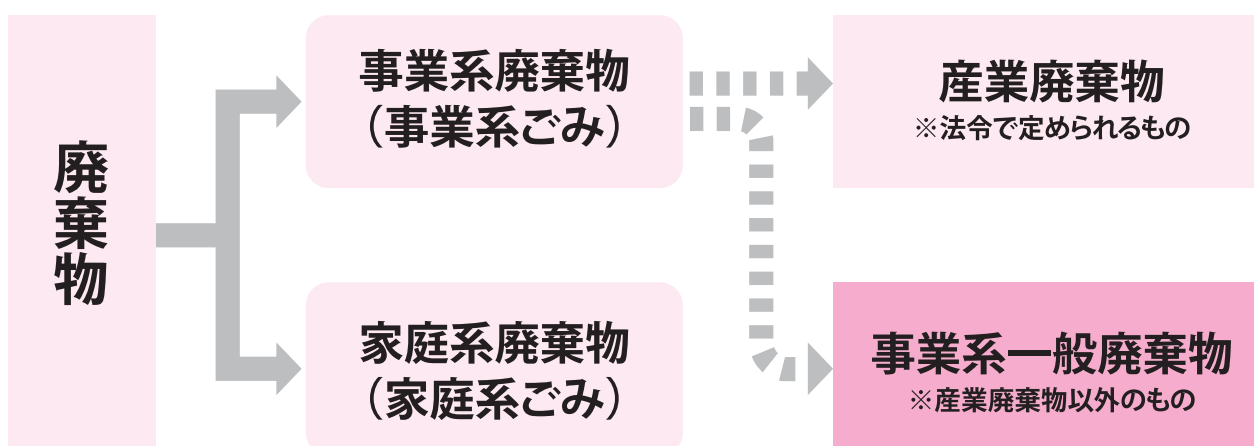 廃棄物
事業系廃棄物
（事業系ごみ）
産業廃棄物
※法令で定められるもの
家庭系廃棄物
（家庭系ごみ）
事業系一般廃棄物
※産業廃棄物以外のもの